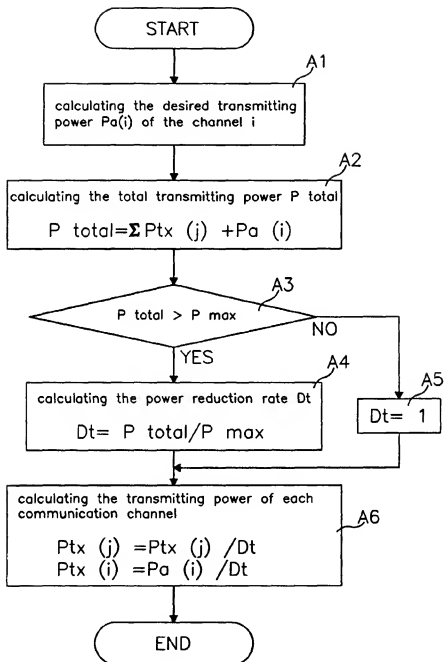 START
A1
calculating the desired transmitting
power Pa(i) of the channel i
A2
calculating the total transmitting power P total
P total=ΣPtx (j) +Pa (i)
A3
P total > P max
NO
YES
A4
calculating the power reduction rate Dt
Dt= P total/P max
A5
Dt= 1
calculating the transmitting power of each
communication channel
A6
Ptx (j) =Ptx (j) /Dt
Ptx (i) =Pa (i) /Dt
END